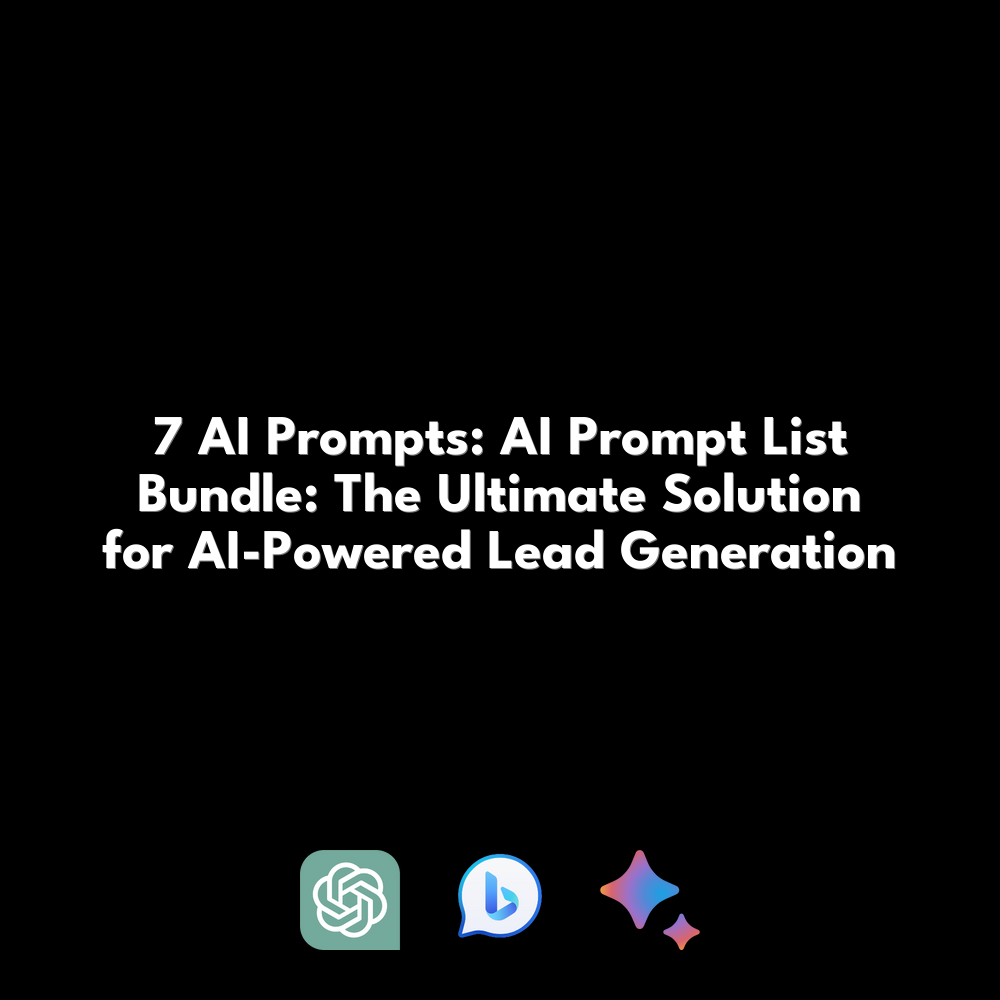 7 AI Prompts: AI Prompt List
Bundle: The Ultimate Solution
for AI-Powered Lead Generation